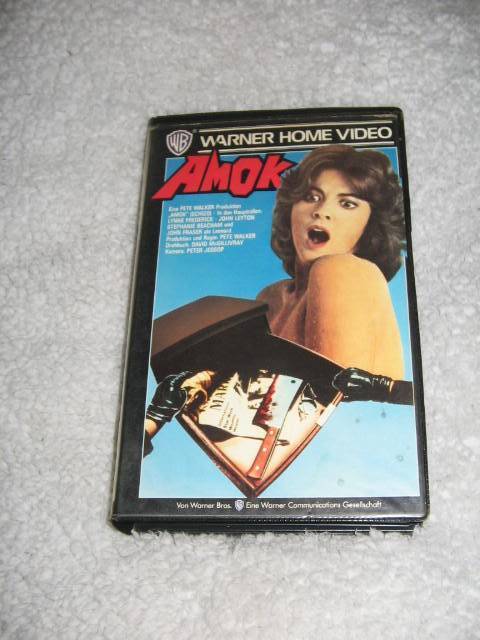 WB WARNER HOME VIDEO
AMOK
Eine PETE WALKER Produktion
„AMOK" (SCHIZO) · In den Hauptrollen:
LYNNE FREDERICK · JOHN LEYTON
STEPHANIE BEACHAM und
JOHN FRASER als Leonard
Produktion und Regie: PETE WALKER
Drehbuch: DAVID McGILLIVRAY
Kamera: PETER JESSOP
Von Warner Bros. WB Eine Warner Communications Gesellschaft